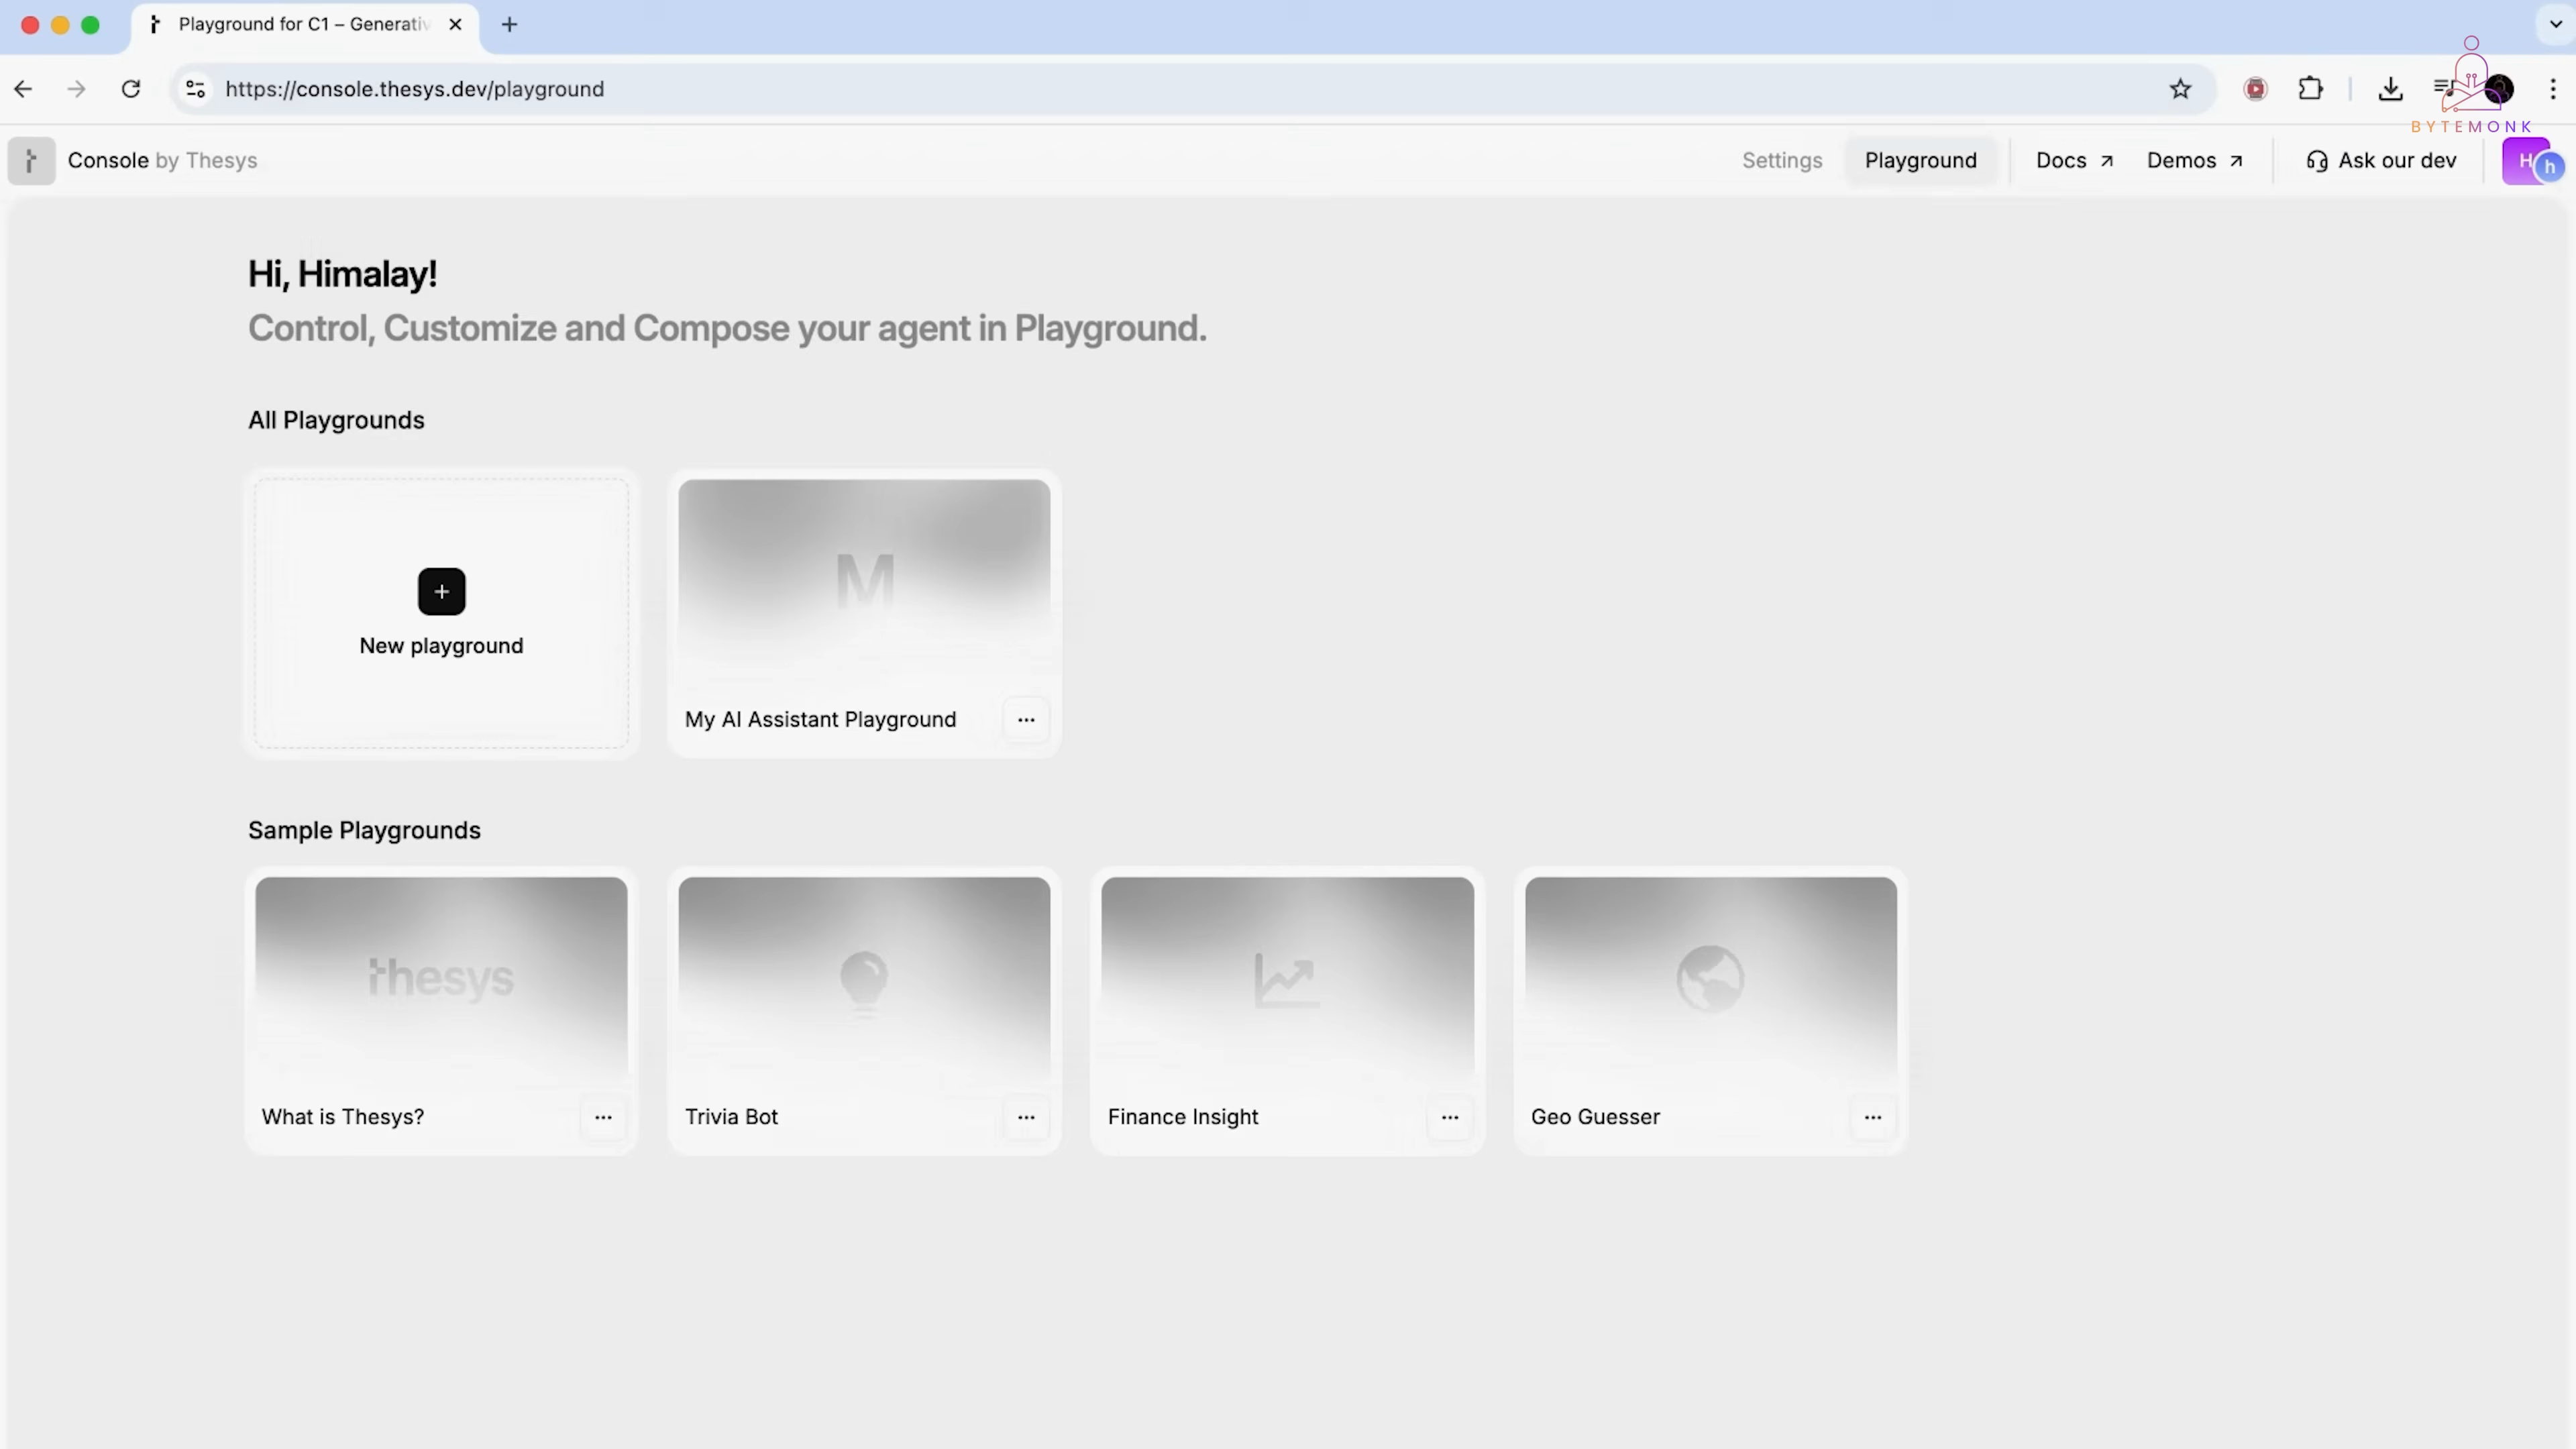 Playground for C1 – Generativ
https://console.thesys.dev/playground
BYTEMONK
Console by Thesys
Settings
Playground
Docs
Demos
Ask our dev
H
h
Hi, Himalay!
Control, Customize and Compose your agent in Playground.
All Playgrounds
New playground
M
My AI Assistant Playground
Sample Playgrounds
thesys
What is Thesys?
Trivia Bot
Finance Insight
Geo Guesser